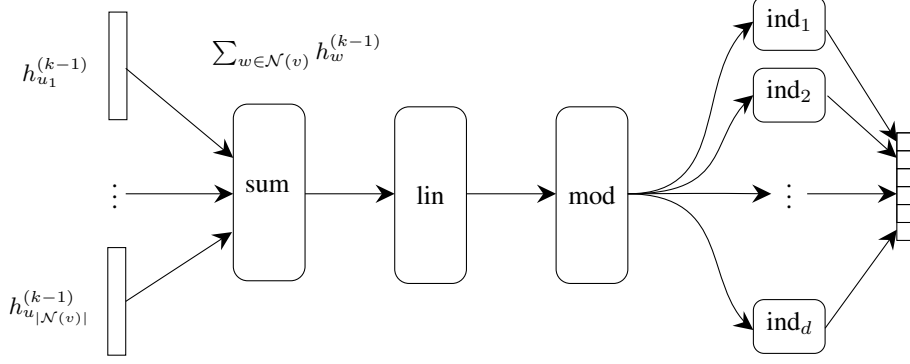 h_{u_1}^{(k-1)}
⋮
h_{u_{|\mathcal{N}(v)|}}^{(k-1)}
\sum_{w \in \mathcal{N}(v)} h_w^{(k-1)}
sum
lin
mod
ind_1
ind_2
⋮
ind_d